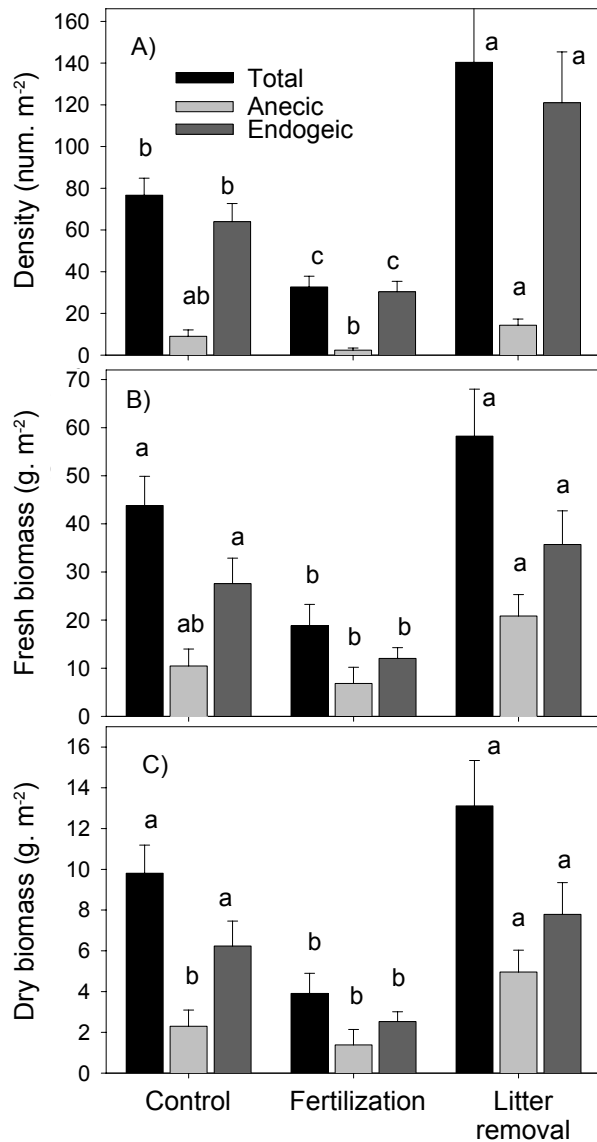 A)
Total
Anecic
Endogeic
Density (num. m-2)
160
140
120
100
80
60
40
20
0
b
ab
b
c
b
c
a
a
a
B)
Fresh biomass (g. m-2)
70
60
50
40
30
20
10
0
a
ab
a
b
b
b
a
a
a
C)
Dry biomass (g. m-2)
16
14
12
10
8
6
4
2
0
a
b
a
b
b
b
a
a
a
Control
Fertilization
Litter
removal